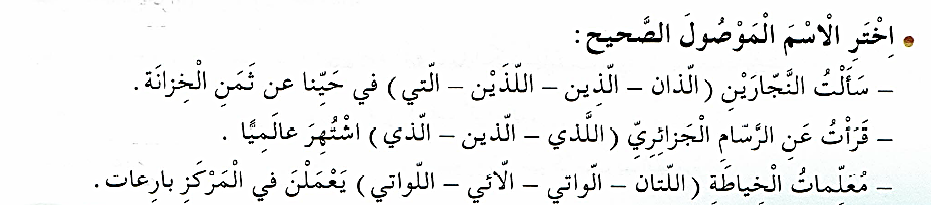 • اِخْتَرِ الْاسْمَ الْمَوْصُولَ الصَّحيح :
– سَأَلْتُ النَّجّارَيْنِ ( الّذان – الّذين – اللّذَيْن – الّتي ) في حَيِّنا عن ثَمَنِ الْخِزانَة .
– قَرَأْتُ عَنِ الرَّسّامِ الْجَزائِرِيِّ ( اللَّذي – الّذين – الّذي ) اشْتُهِرَ عالَمِيًّا .
– مُعَلِّماتُ الْخِياطَةِ ( اللّتان – الّواتي – الّائي – اللّواتي ) يَعْمَلْنَ في الْمَرْكَزِ بارِعات .